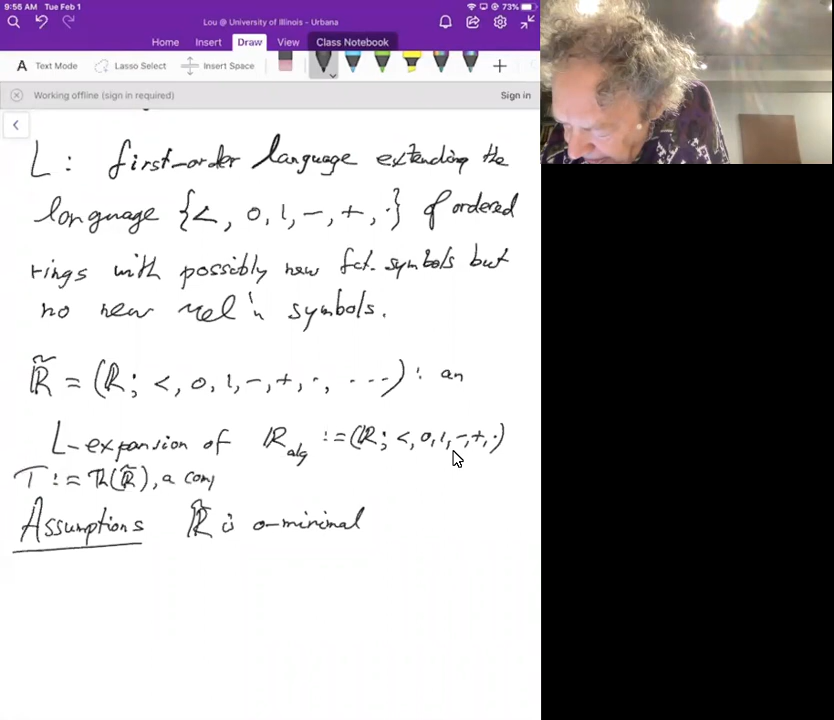 9:55 AM Tue Feb 1
73%
Lou @ University of Illinois - Urbana
Home Insert Draw View Class Notebook
Text Mode Lasso Select Insert Space
Working offline (sign in required) Sign in
L: first-order language extending the
language {<, 0, 1, -, +, ·} of ordered
rings with possibly new fct. symbols but
no new rel'n symbols.
R̃ = (R; <, 0, 1, -, +, ·, ...): an
L-expansion of R_alg := (R; <, 0, 1, -, +, ·)
T := Th(R̃), a com
Assumptions R̃ is o-minimal